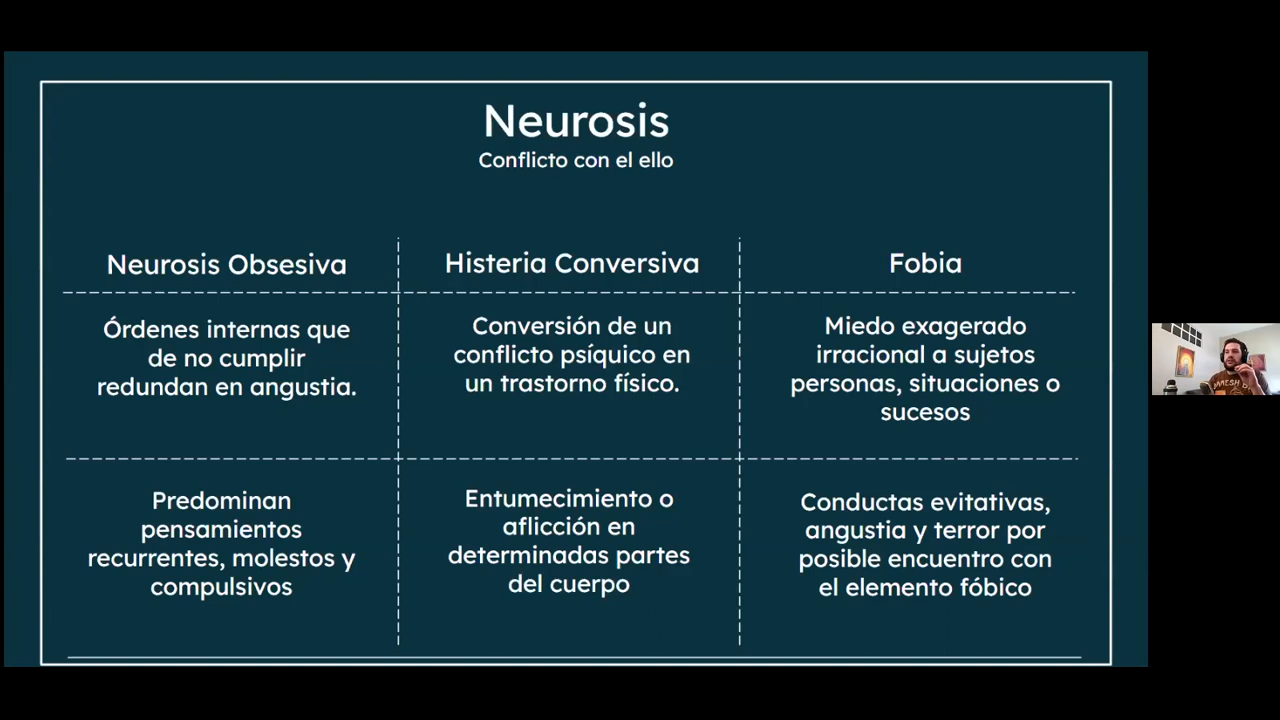 Neurosis
Conflicto con el ello
Neurosis Obsesiva
Histeria Conversiva
Fobia
Órdenes internas que
de no cumplir
redundan en angustia.
Conversión de un
conflicto psíquico en
un trastorno físico.
Miedo exagerado
irracional a sujetos
personas, situaciones o
sucesos
Predominan
pensamientos
recurrentes, molestos y
compulsivos
Entumecimiento o
aflicción en
determinadas partes
del cuerpo
Conductas evitativas,
angustia y terror por
posible encuentro con
el elemento fóbico